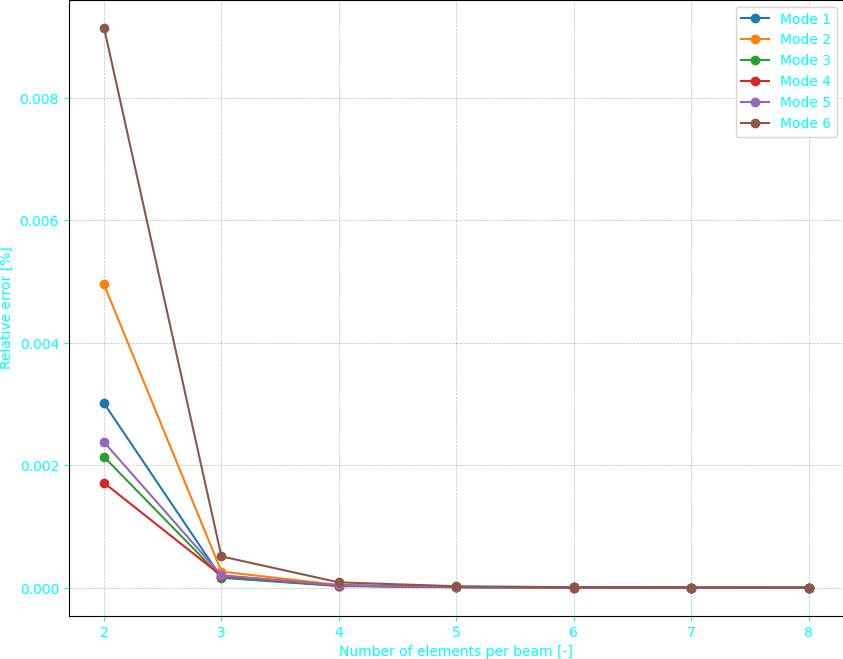 Mode 1
Mode 2
Mode 3
Mode 4
Mode 5
Mode 6
0.008
0.006
0.004
0.002
0.000
Relative error [%]
2 3 4 5 6 7 8
Number of elements per beam [-]